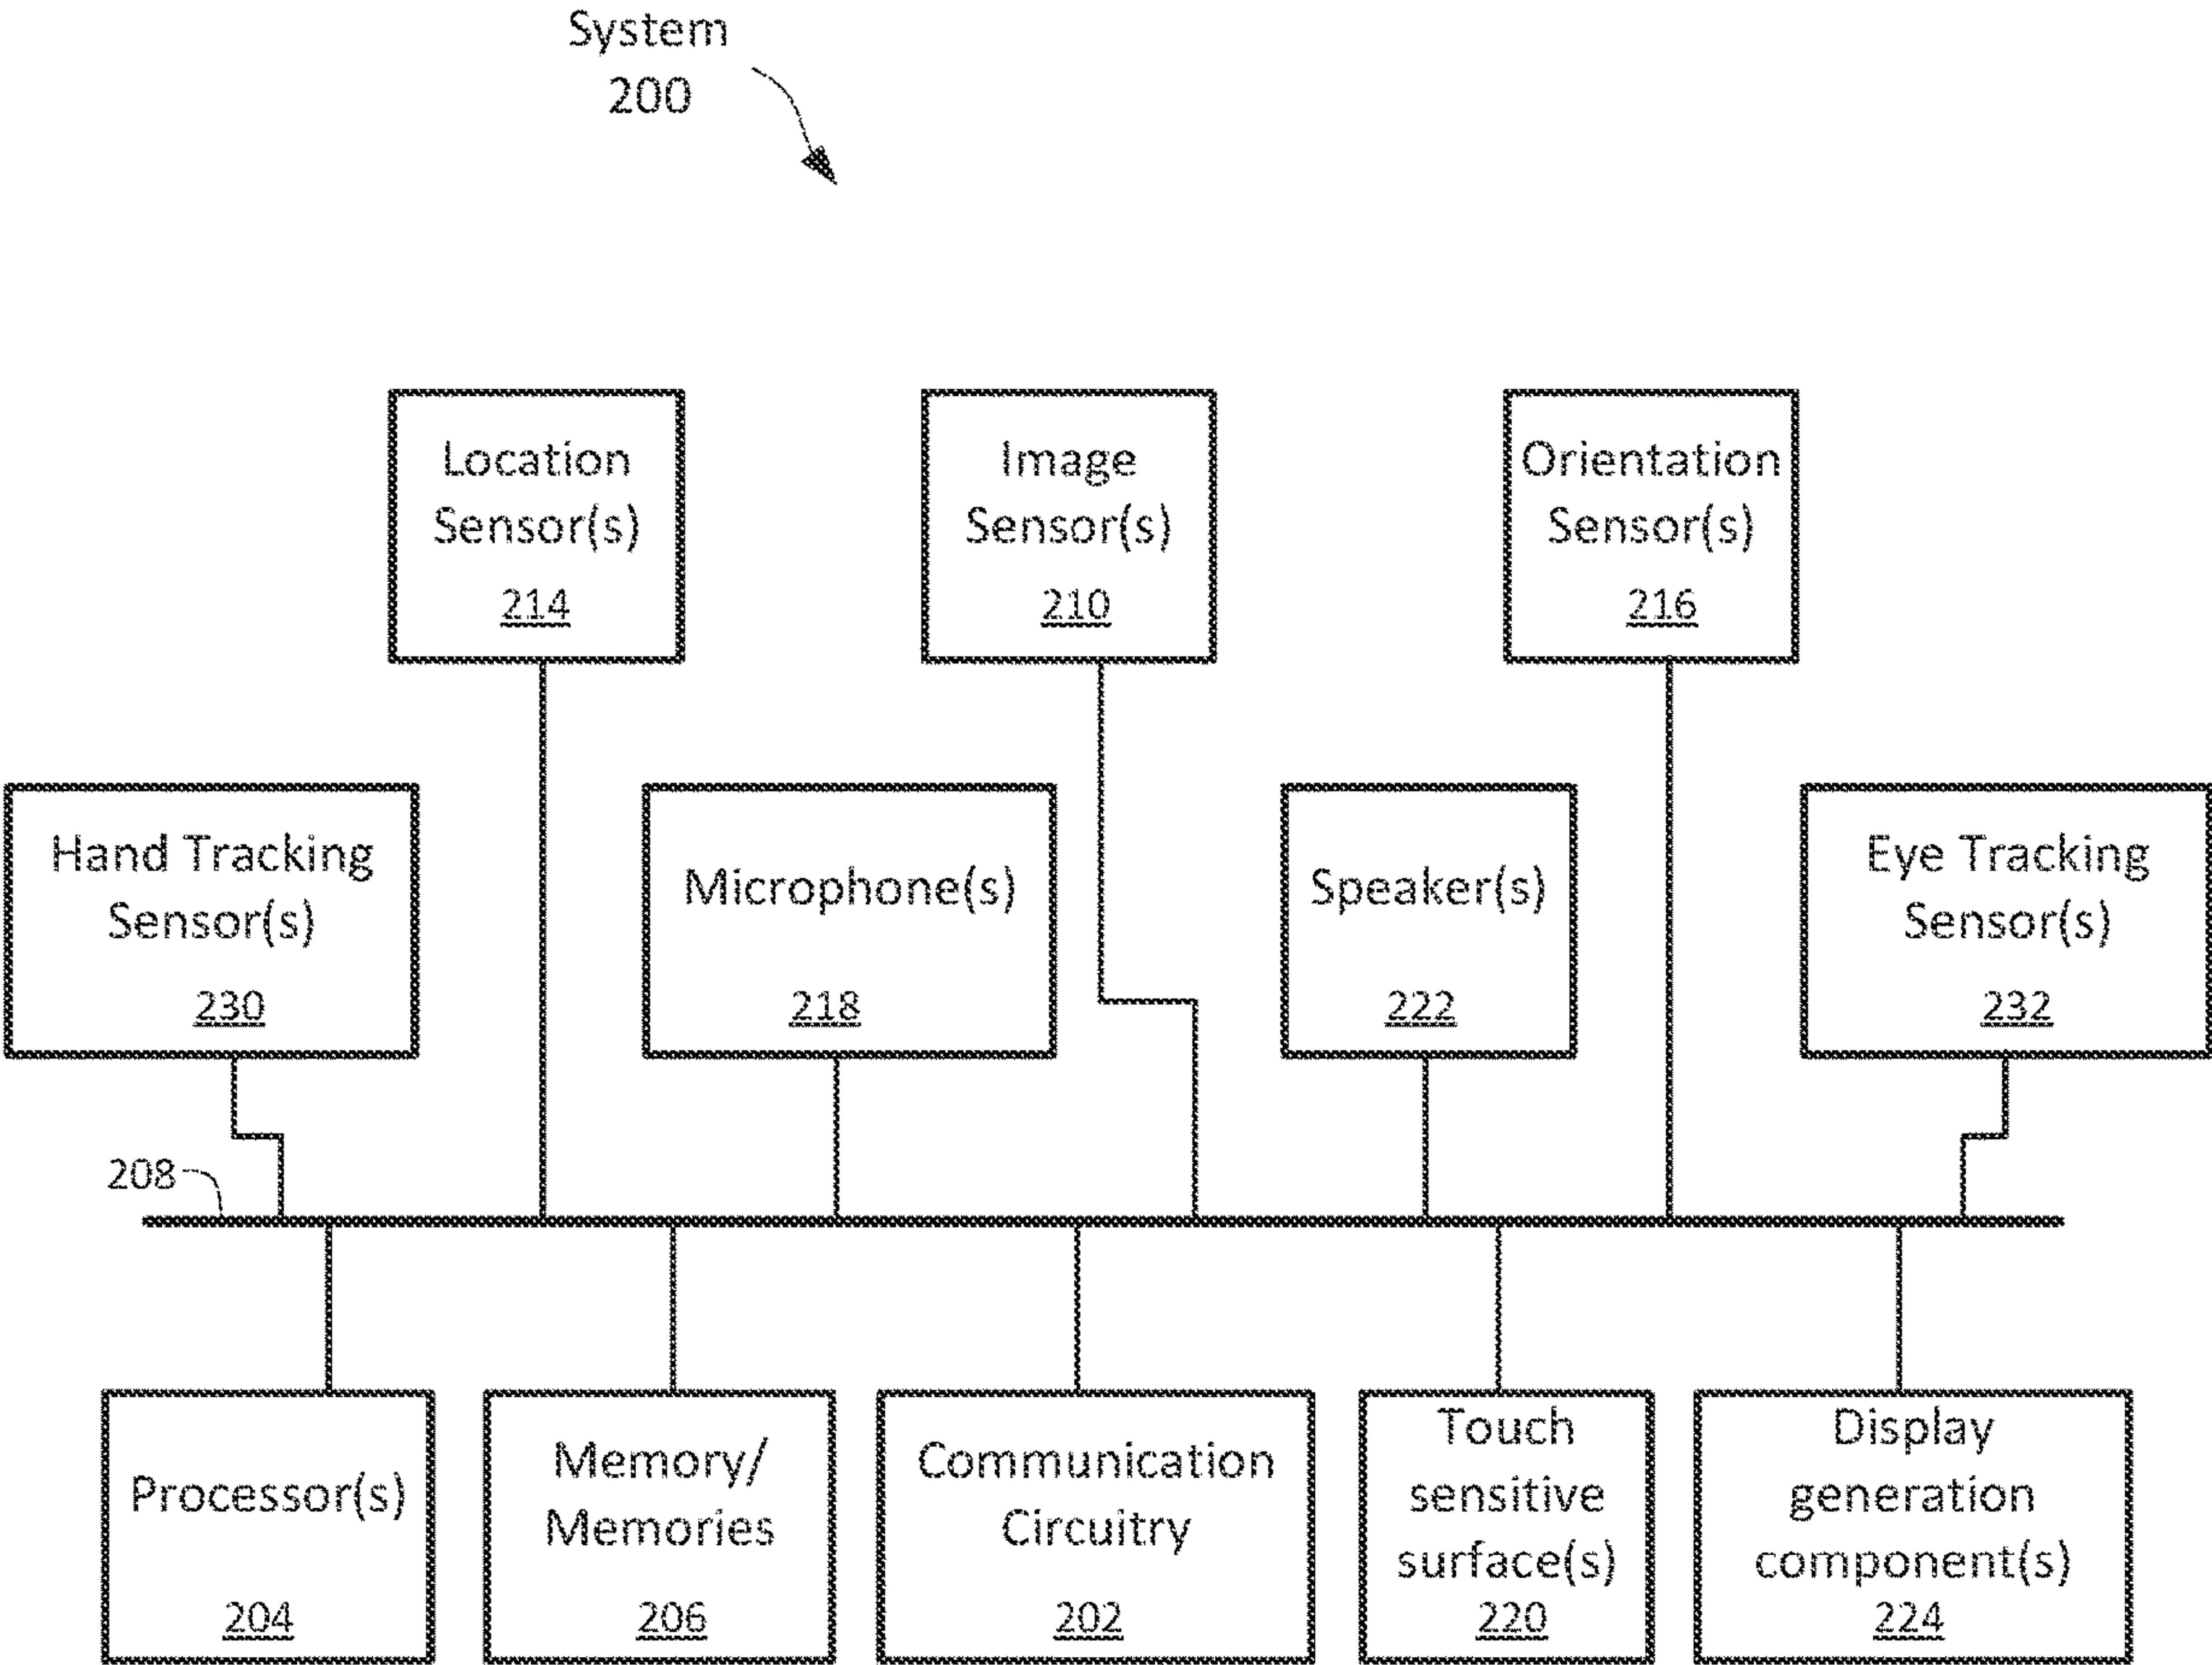 System
200
Location
Sensor(s)
214
Image
Sensor(s)
210
Orientation
Sensor(s)
216
Hand Tracking
Sensor(s)
230
Microphone(s)
218
Speaker(s)
222
Eye Tracking
Sensor(s)
232
208
Processor(s)
204
Memory/
Memories
206
Communication
Circuitry
202
Touch
sensitive
surface(s)
220
Display
generation
component(s)
224